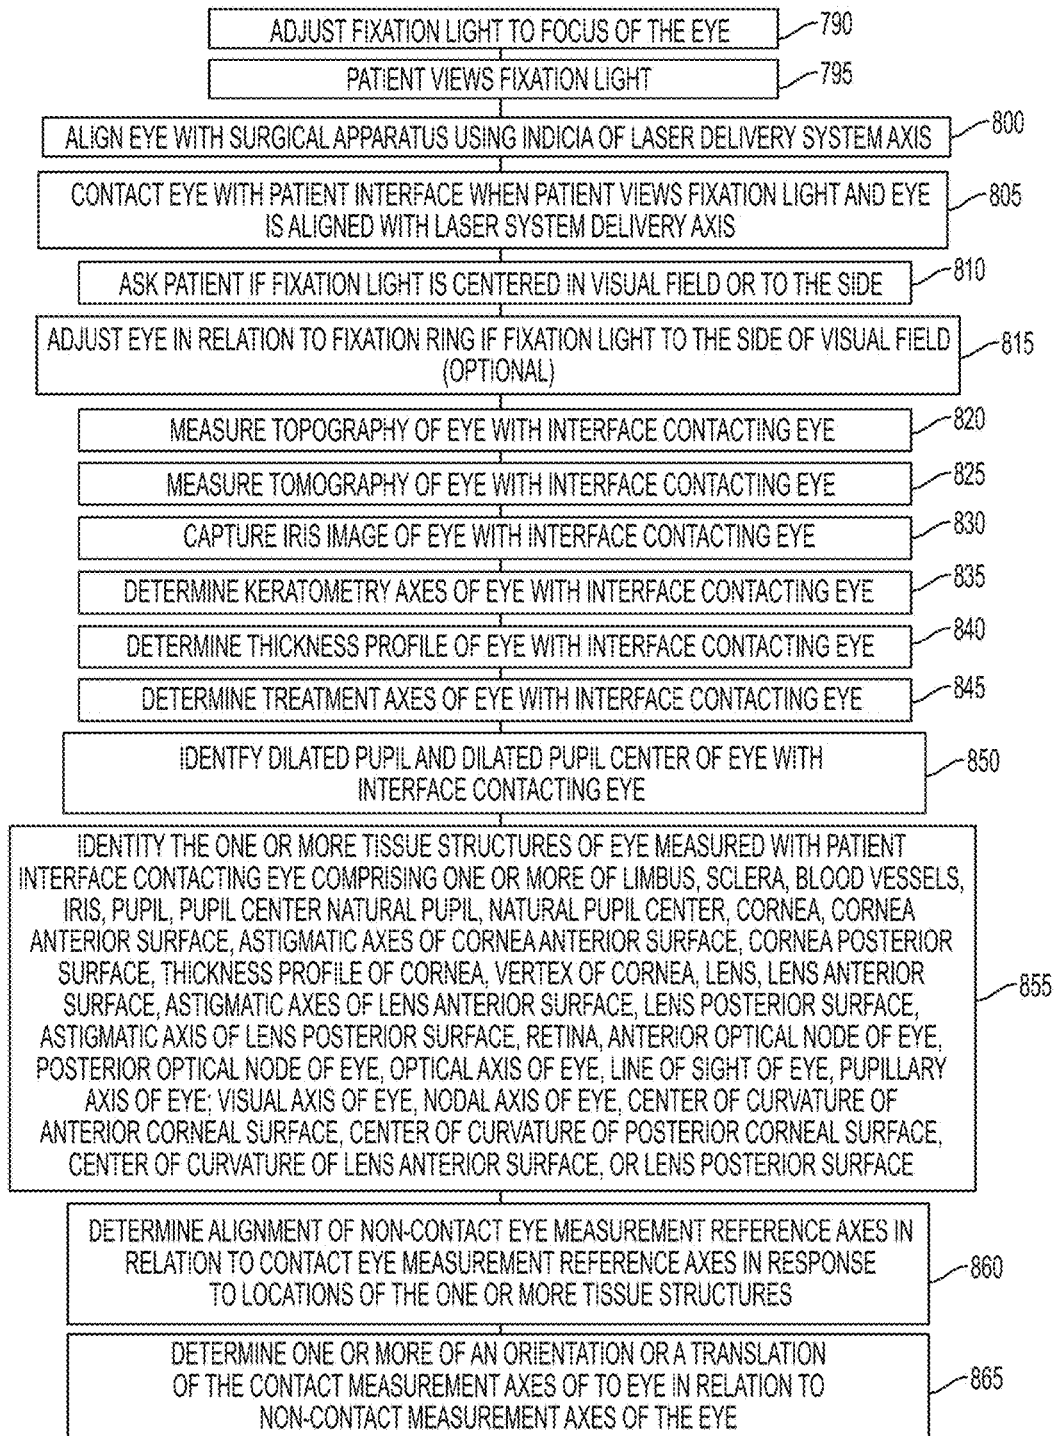 ADJUST FIXATION LIGHT TO FOCUS OF THE EYE
790
PATIENT VIEWS FIXATION LIGHT
795
ALIGN EYE WITH SURGICAL APPARATUS USING INDICIA OF LASER DELIVERY SYSTEM AXIS
800
CONTACT EYE WITH PATIENT INTERFACE WHEN PATIENT VIEWS FIXATION LIGHT AND EYE
IS ALIGNED WITH LASER SYSTEM DELIVERY AXIS
805
ASK PATIENT IF FIXATION LIGHT IS CENTERED IN VISUAL FIELD OR TO THE SIDE
810
ADJUST EYE IN RELATION TO FIXATION RING IF FIXATION LIGHT TO THE SIDE OF VISUAL FIELD
(OPTIONAL)
815
MEASURE TOPOGRAPHY OF EYE WITH INTERFACE CONTACTING EYE
820
MEASURE TOMOGRAPHY OF EYE WITH INTERFACE CONTACTING EYE
825
CAPTURE IRIS IMAGE OF EYE WITH INTERFACE CONTACTING EYE
830
DETERMINE KERATOMETRY AXES OF EYE WITH INTERFACE CONTACTING EYE
835
DETERMINE THICKNESS PROFILE OF EYE WITH INTERFACE CONTACTING EYE
840
DETERMINE TREATMENT AXES OF EYE WITH INTERFACE CONTACTING EYE
845
IDENTFY DILATED PUPIL AND DILATED PUPIL CENTER OF EYE WITH
INTERFACE CONTACTING EYE
850
IDENTITY THE ONE OR MORE TISSUE STRUCTURES OF EYE MEASURED WITH PATIENT
INTERFACE CONTACTING EYE COMPRISING ONE OR MORE OF LIMBUS, SCLERA, BLOOD VESSELS,
IRIS, PUPIL, PUPIL CENTER NATURAL PUPIL, NATURAL PUPIL CENTER, CORNEA, CORNEA
ANTERIOR SURFACE, ASTIGMATIC AXES OF CORNEA ANTERIOR SURFACE, CORNEA POSTERIOR
SURFACE, THICKNESS PROFILE OF CORNEA, VERTEX OF CORNEA, LENS, LENS ANTERIOR
SURFACE, ASTIGMATIC AXES OF LENS ANTERIOR SURFACE, LENS POSTERIOR SURFACE,
ASTIGMATIC AXIS OF LENS POSTERIOR SURFACE, RETINA, ANTERIOR OPTICAL NODE OF EYE,
POSTERIOR OPTICAL NODE OF EYE, OPTICAL AXIS OF EYE, LINE OF SIGHT OF EYE, PUPILLARY
AXIS OF EYE; VISUAL AXIS OF EYE, NODAL AXIS OF EYE, CENTER OF CURVATURE OF
ANTERIOR CORNEAL SURFACE, CENTER OF CURVATURE OF POSTERIOR CORNEAL SURFACE,
CENTER OF CURVATURE OF LENS ANTERIOR SURFACE, OR LENS POSTERIOR SURFACE
855
DETERMINE ALIGNMENT OF NON-CONTACT EYE MEASUREMENT REFERENCE AXES IN
RELATION TO CONTACT EYE MEASUREMENT REFERENCE AXES IN RESPONSE
TO LOCATIONS OF THE ONE OR MORE TISSUE STRUCTURES
860
DETERMINE ONE OR MORE OF AN ORIENTATION OR A TRANSLATION
OF THE CONTACT MEASUREMENT AXES OF TO EYE IN RELATION TO
NON-CONTACT MEASUREMENT AXES OF THE EYE
865